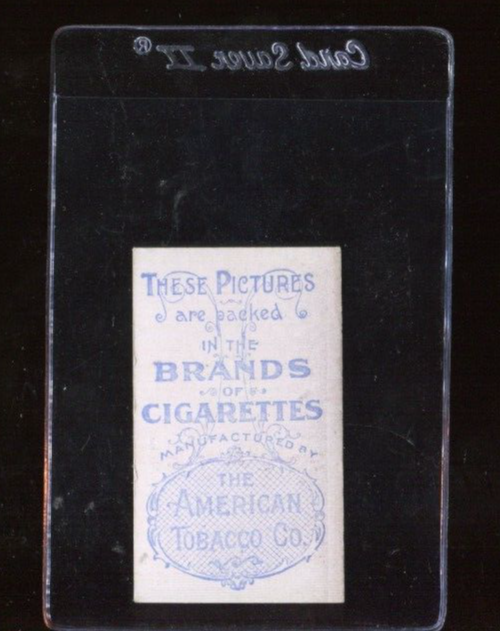 Card Saver II®
THESE PICTURES
are packed
IN THE
BRANDS
OF
CIGARETTES
MANUFACTURED BY
THE
AMERICAN
TOBACCO CO.